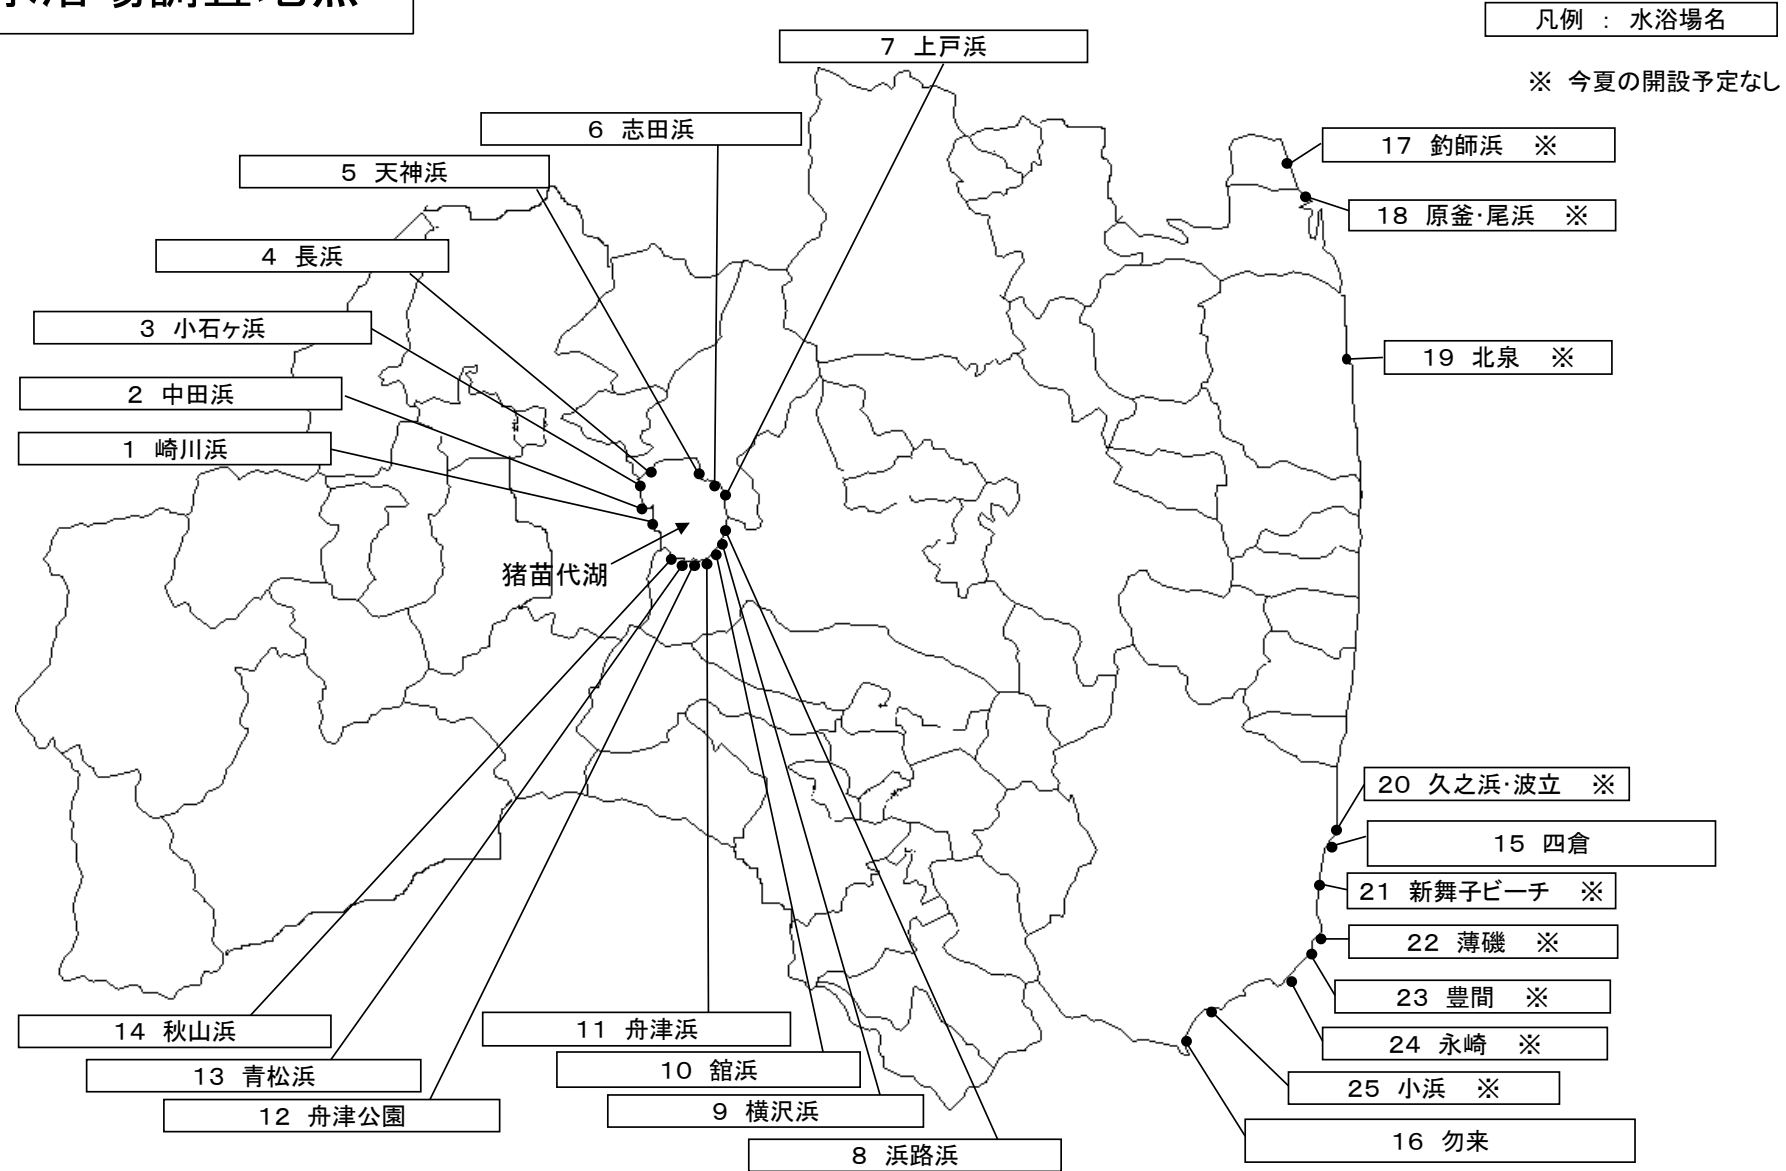 凡例 ： 水浴場名
※ 今夏の開設予定なし
7 上戸浜
6 志田浜
5 天神浜
4 長浜
3 小石ヶ浜
2 中田浜
1 崎川浜
猪苗代湖
14 秋山浜
13 青松浜
12 舟津公園
11 舟津浜
10 舘浜
9 横沢浜
8 浜路浜
17 釣師浜 ※
18 原釜・尾浜 ※
19 北泉 ※
20 久之浜・波立 ※
15 四倉
21 新舞子ビーチ ※
22 薄磯 ※
23 豊間 ※
24 永崎 ※
25 小浜 ※
16 勿来